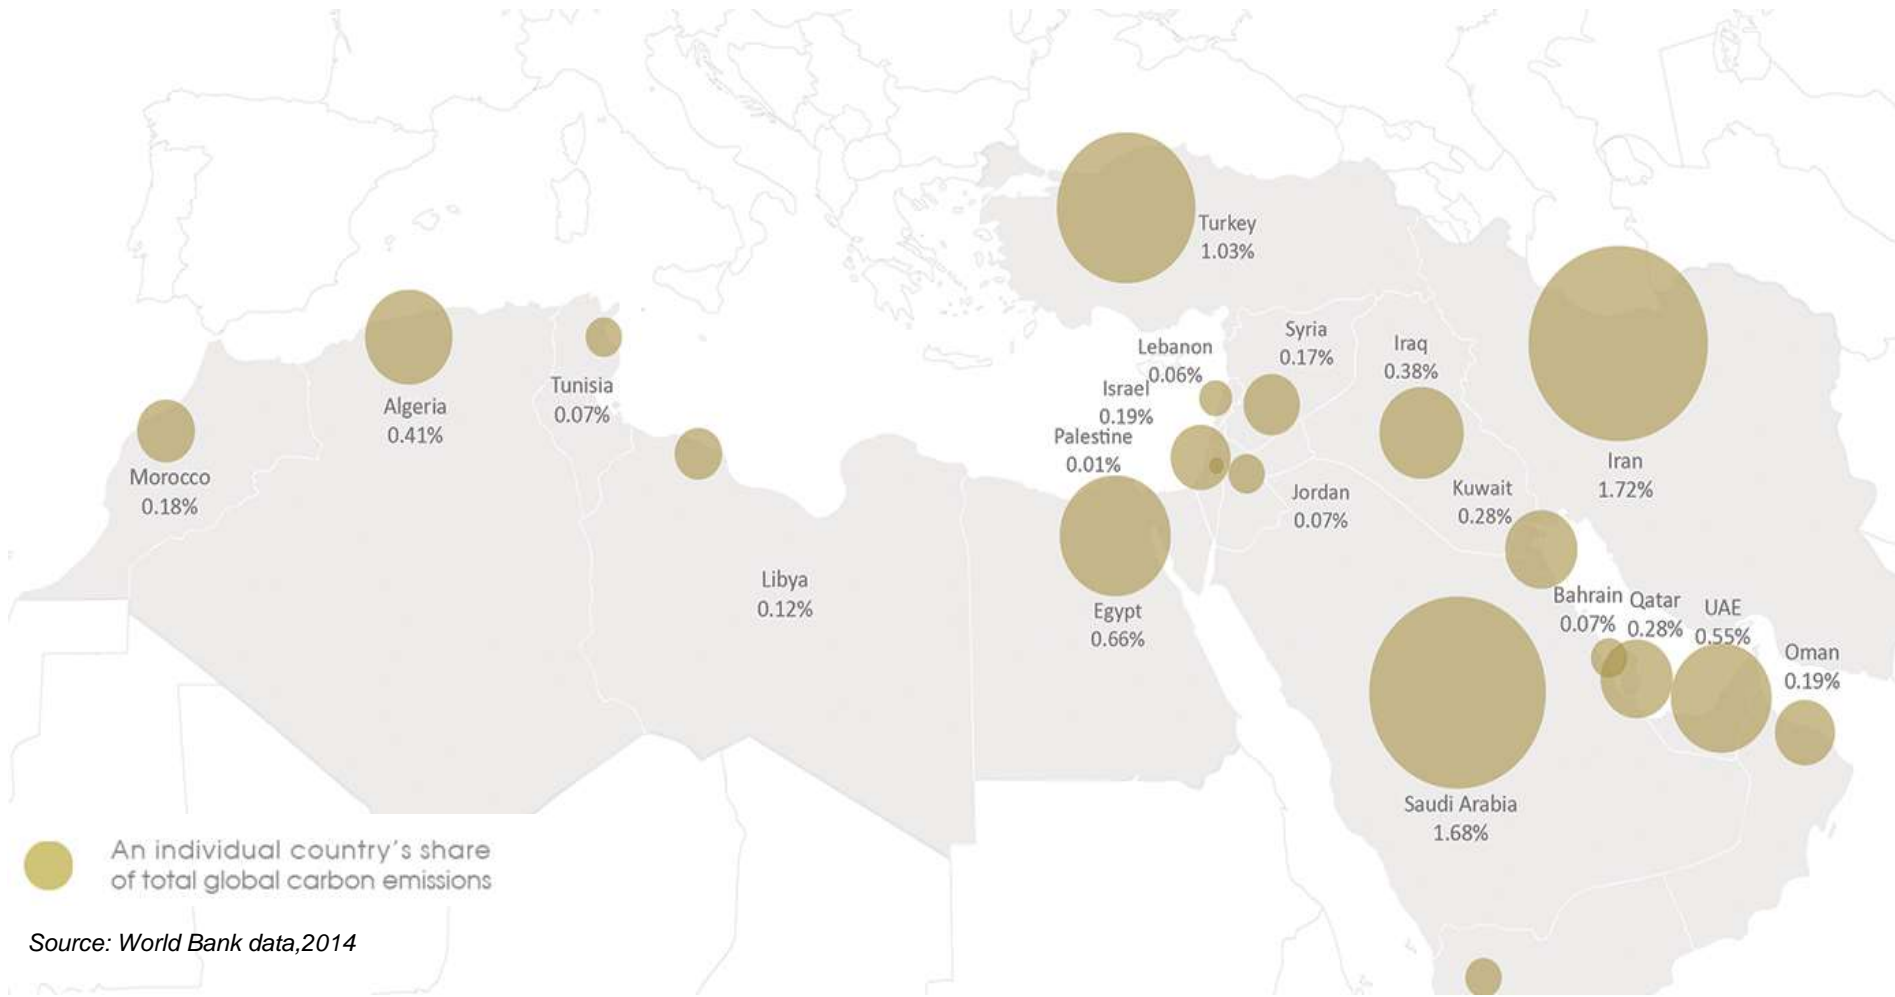 Turkey
1.03%
Syria
0.17%
Iraq
0.38%
Lebanon
0.06%
Israel
0.19%
Palestine
0.01%
Tunisia
0.07%
Algeria
0.41%
Morocco
0.18%
Iran
1.72%
Jordan
0.07%
Kuwait
0.28%
Libya
0.12%
Egypt
0.66%
Bahrain
0.07%
Qatar
0.28%
UAE
0.55%
Oman
0.19%
Saudi Arabia
1.68%
An individual country's share
of total global carbon emissions
Source: World Bank data,2014